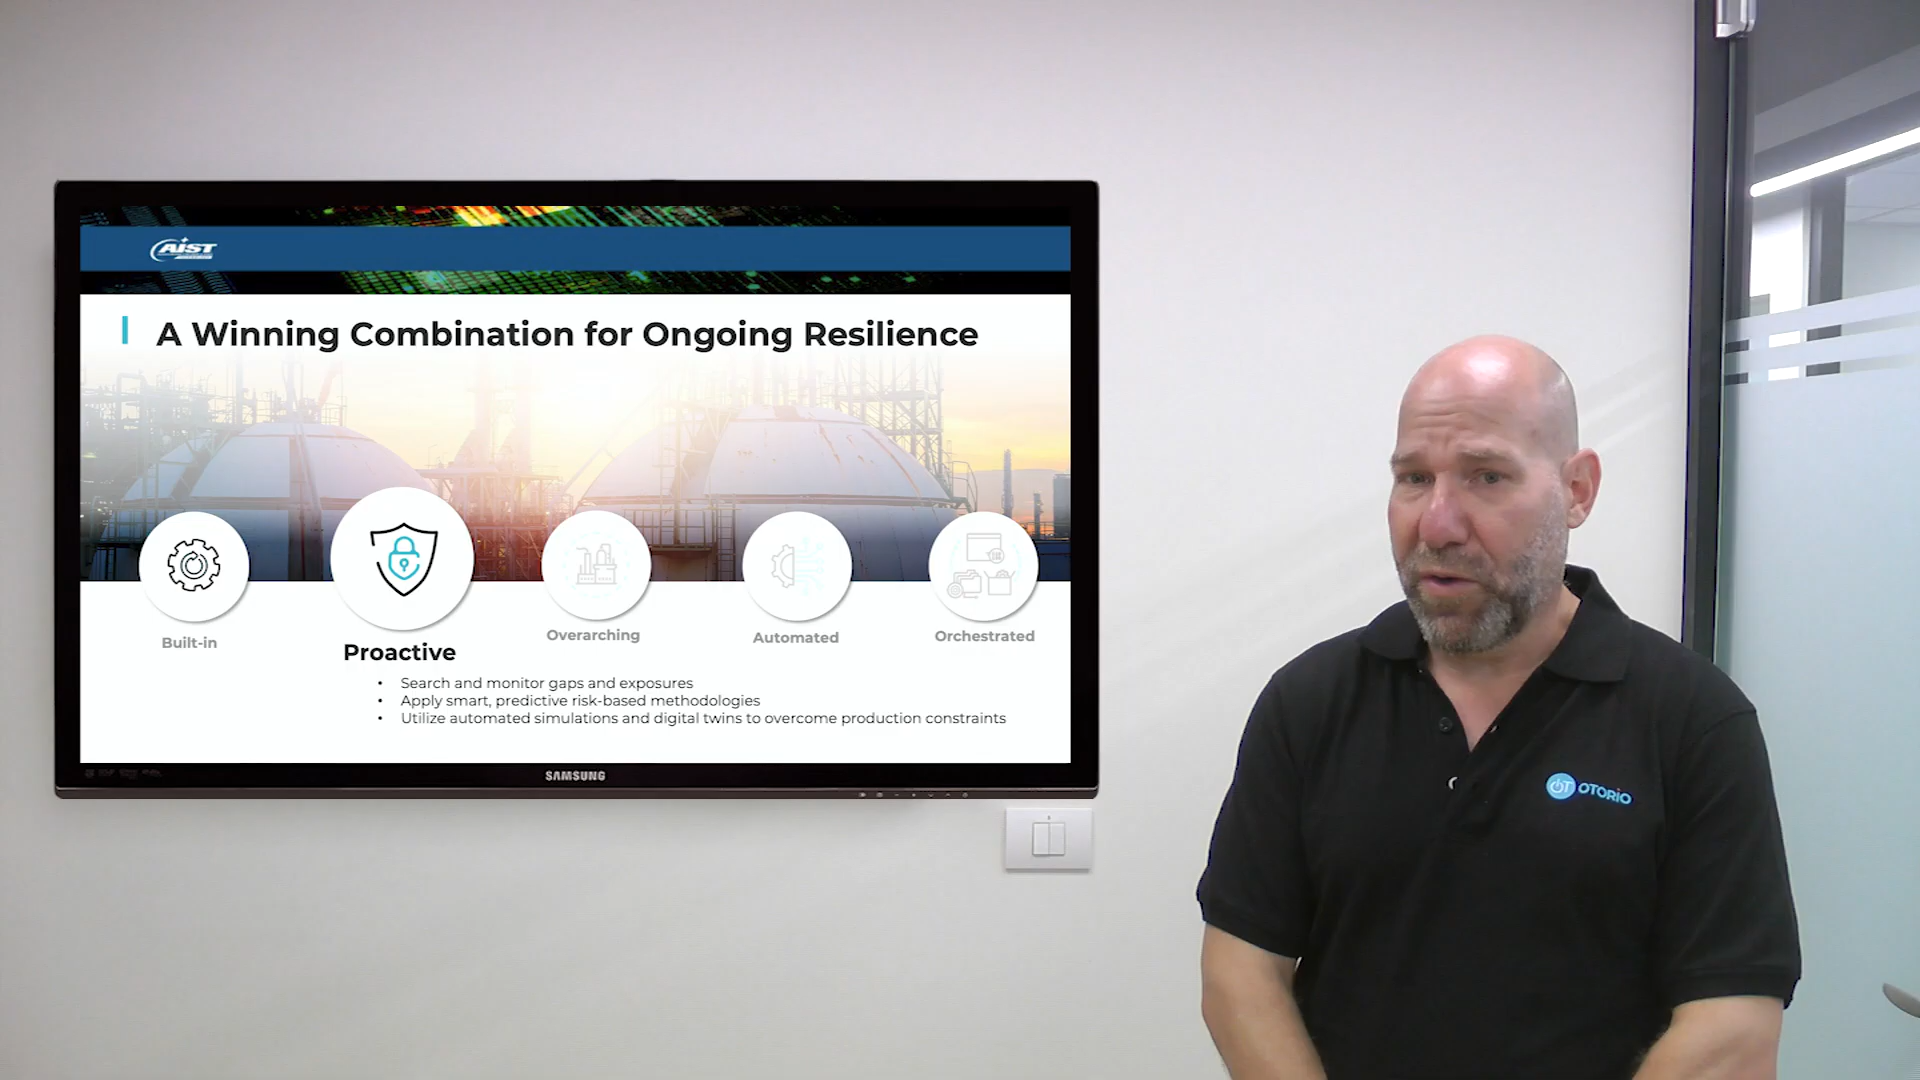 AIST
A Winning Combination for Ongoing Resilience
Built-in
Proactive
Overarching
Automated
Orchestrated
• Search and monitor gaps and exposures
• Apply smart, predictive risk-based methodologies
• Utilize automated simulations and digital twins to overcome production constraints
SAMSUNG
OT OTORIO